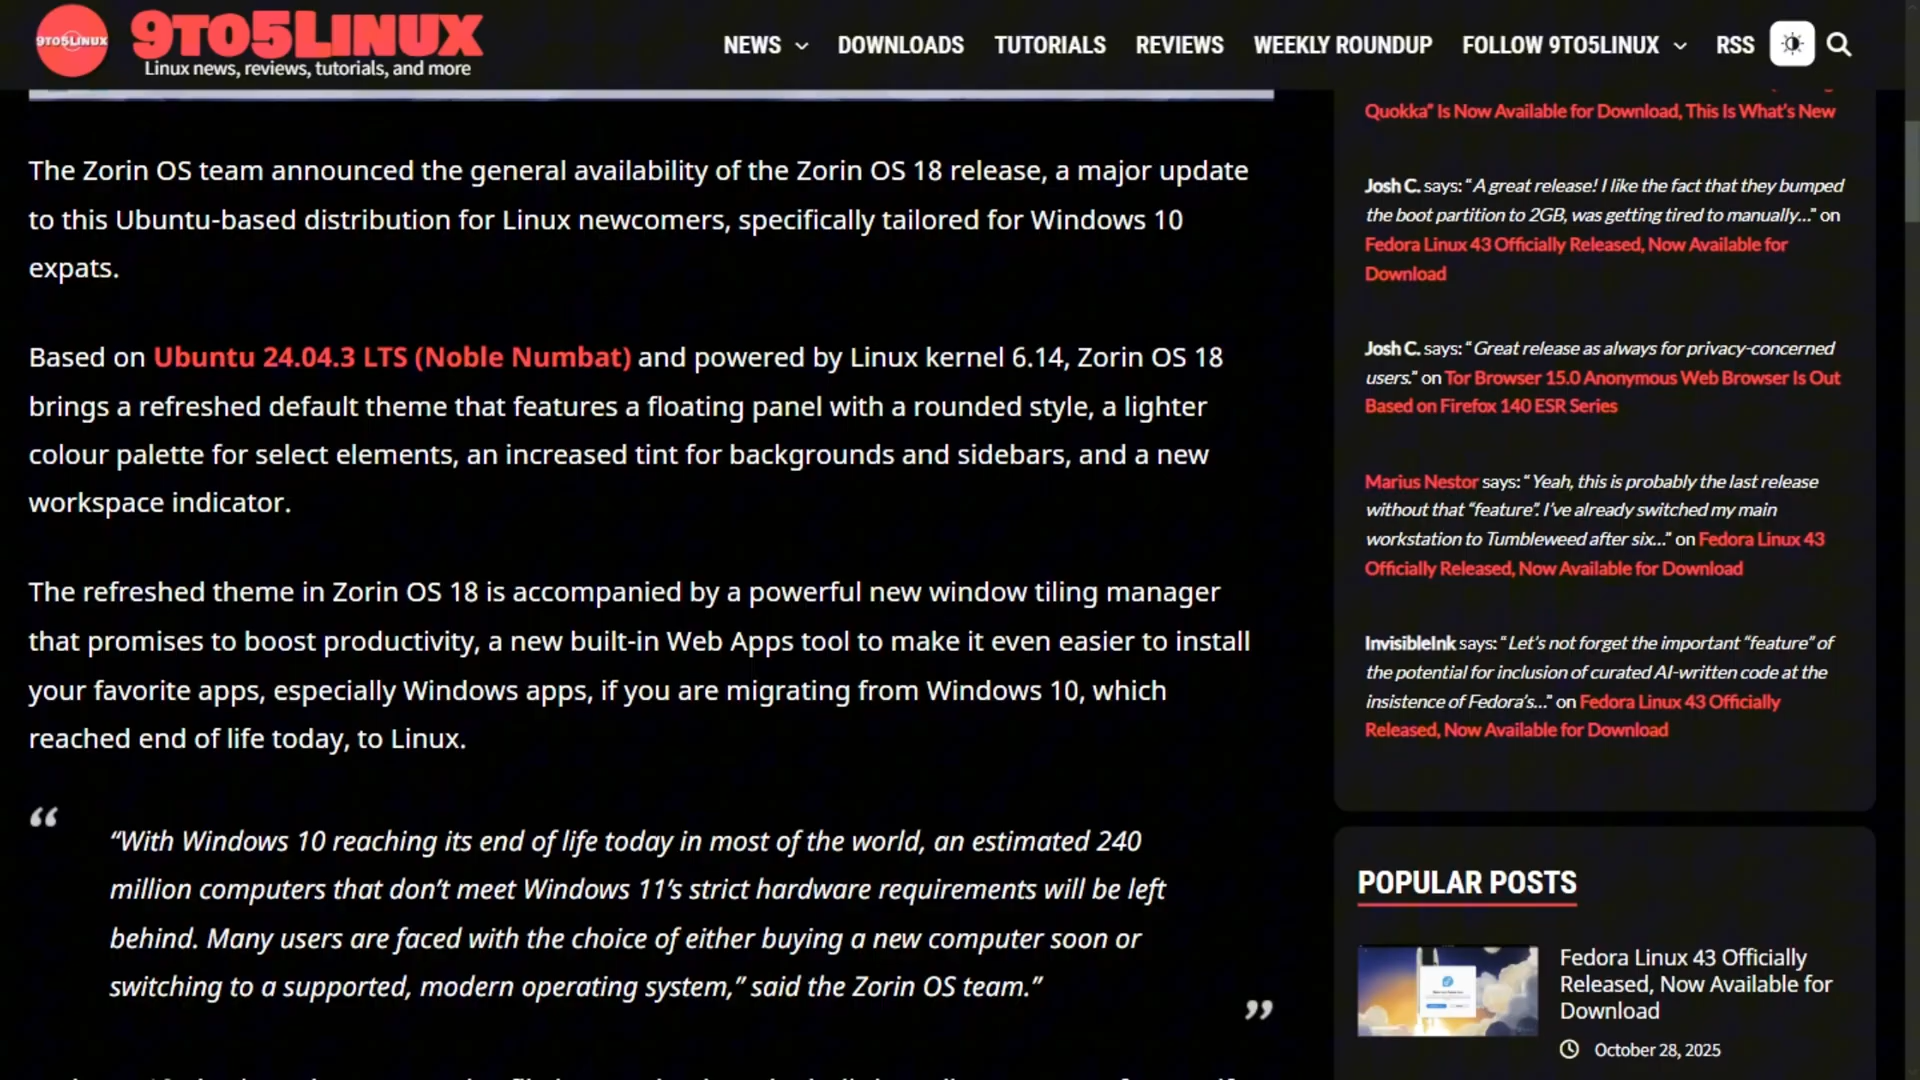 9TO5LINUX
9TO5LINUX
Linux news, reviews, tutorials, and more
NEWS
DOWNLOADS
TUTORIALS
REVIEWS
WEEKLY ROUNDUP
FOLLOW 9TO5LINUX
RSS
The Zorin OS team announced the general availability of the Zorin OS 18 release, a major update
to this Ubuntu-based distribution for Linux newcomers, specifically tailored for Windows 10
expats.
Based on Ubuntu 24.04.3 LTS (Noble Numbat) and powered by Linux kernel 6.14, Zorin OS 18
brings a refreshed default theme that features a floating panel with a rounded style, a lighter
colour palette for select elements, an increased tint for backgrounds and sidebars, and a new
workspace indicator.
The refreshed theme in Zorin OS 18 is accompanied by a powerful new window tiling manager
that promises to boost productivity, a new built-in Web Apps tool to make it even easier to install
your favorite apps, especially Windows apps, if you are migrating from Windows 10, which
reached end of life today, to Linux.
“
“With Windows 10 reaching its end of life today in most of the world, an estimated 240
million computers that don’t meet Windows 11’s strict hardware requirements will be left
behind. Many users are faced with the choice of either buying a new computer soon or
switching to a supported, modern operating system,” said the Zorin OS team.”
”
Quokka” Is Now Available for Download, This Is What’s New
Josh C. says: “A great release! I like the fact that they bumped
the boot partition to 2GB, was getting tired to manually...” on
Fedora Linux 43 Officially Released, Now Available for
Download
Josh C. says: “Great release as always for privacy-concerned
users.” on Tor Browser 15.0 Anonymous Web Browser Is Out
Based on Firefox 140 ESR Series
Marius Nestor says: “Yeah, this is probably the last release
without that “feature”. I’ve already switched my main
workstation to Tumbleweed after six...” on Fedora Linux 43
Officially Released, Now Available for Download
InvisibleInk says: “Let’s not forget the important “feature” of
the potential for inclusion of curated AI-written code at the
insistence of Fedora’s...” on Fedora Linux 43 Officially
Released, Now Available for Download
POPULAR POSTS
Fedora Linux 43 Officially
Released, Now Available for
Download
October 28, 2025